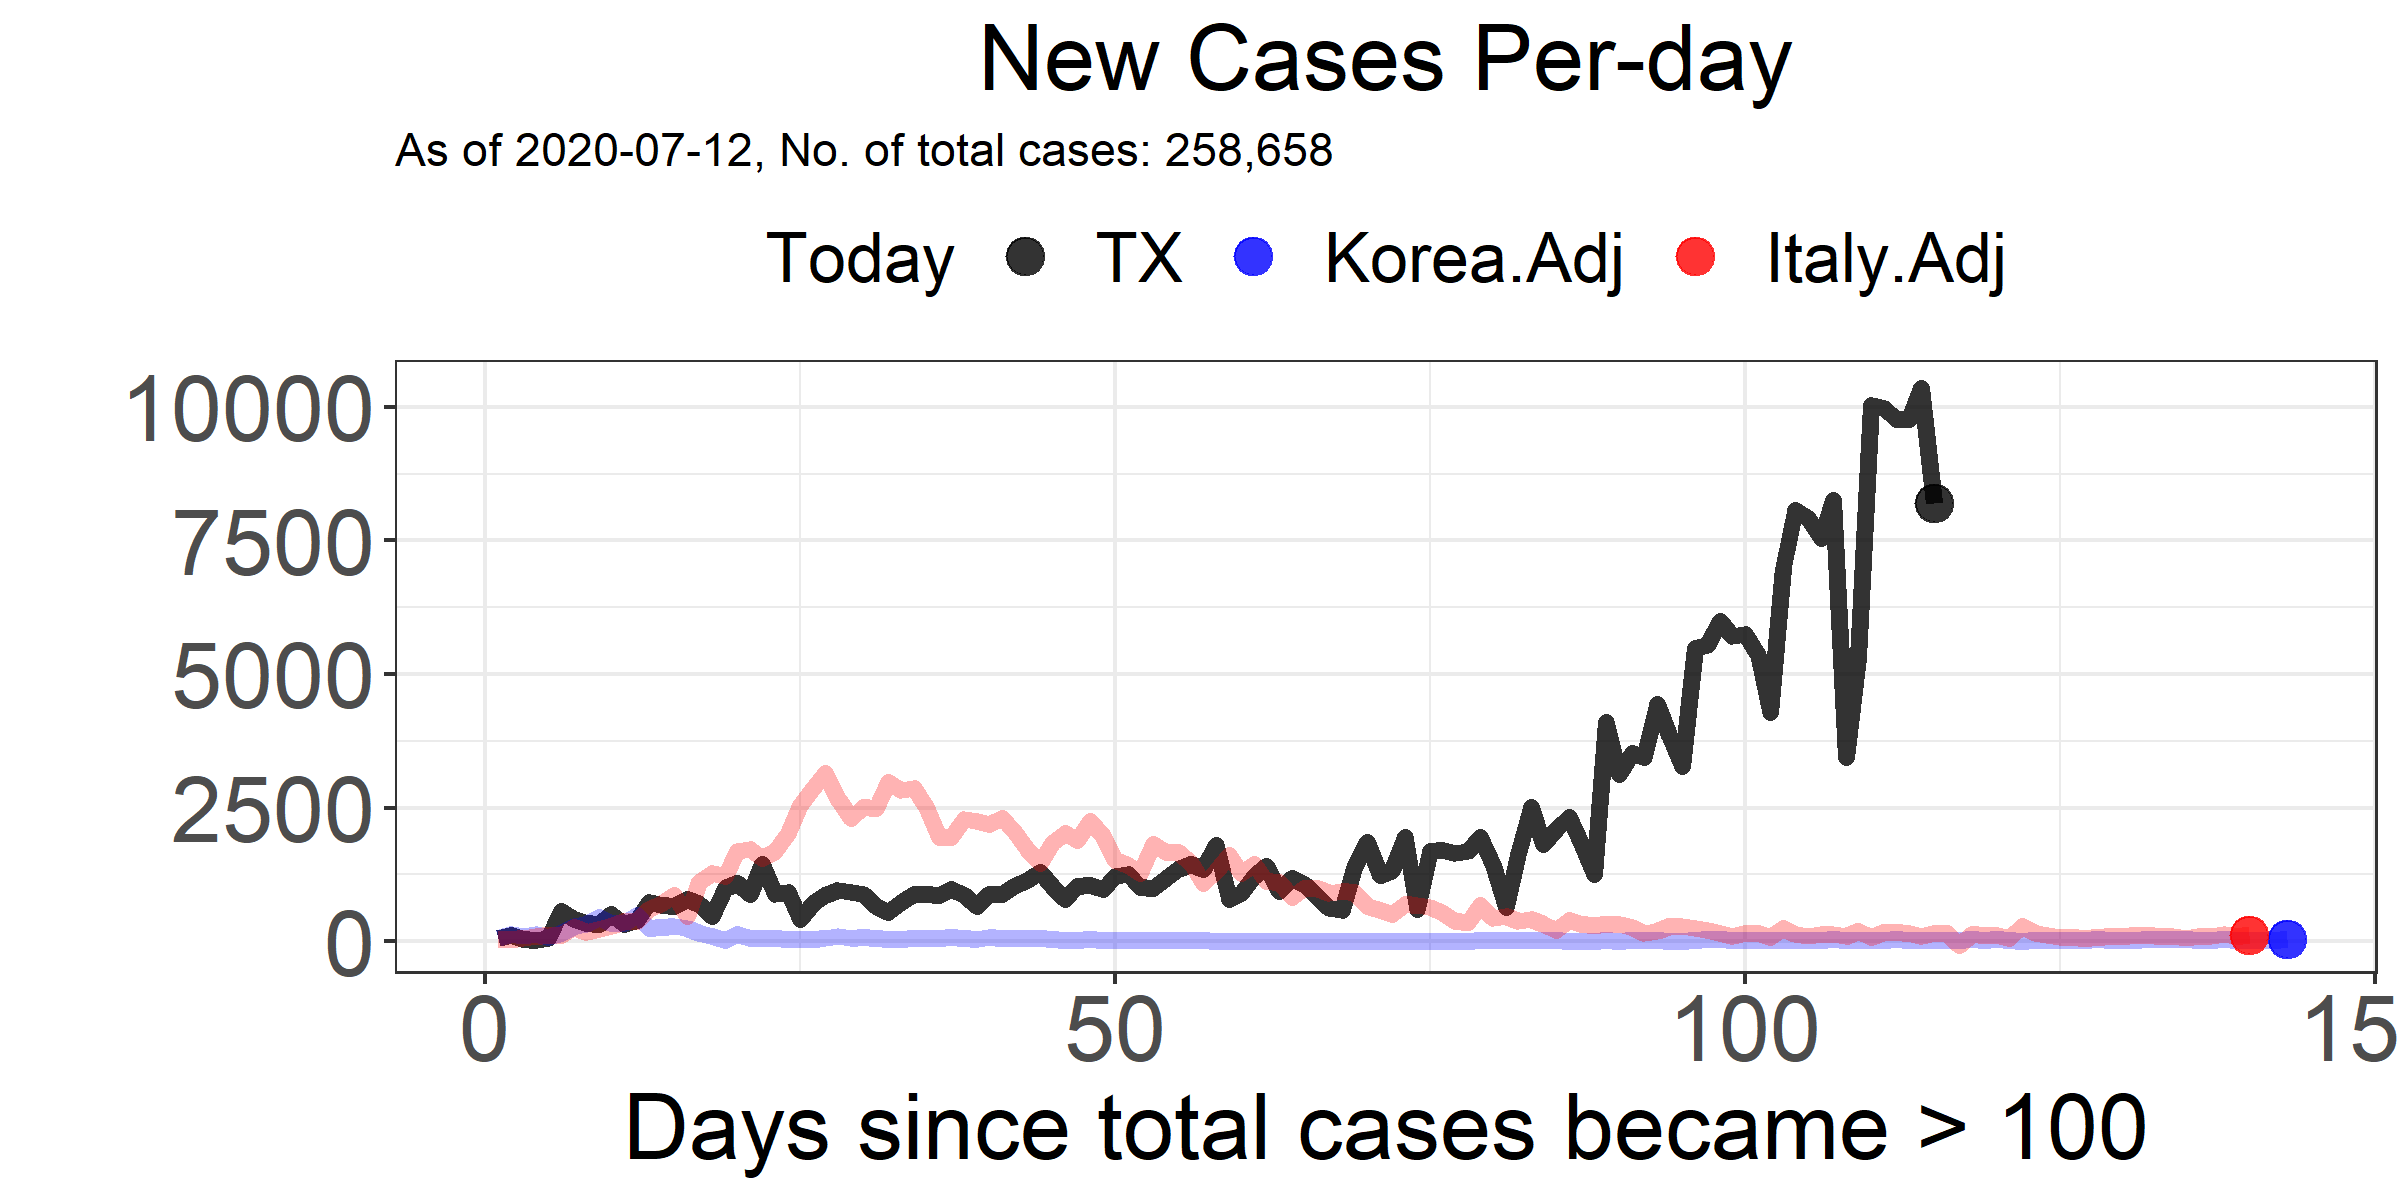 New Cases Per-day
As of 2020-07-12, No. of total cases: 258,658
Today TX Korea.Adj Italy.Adj
10000
7500
5000
2500
0
0 50 100 15
Days since total cases became > 100